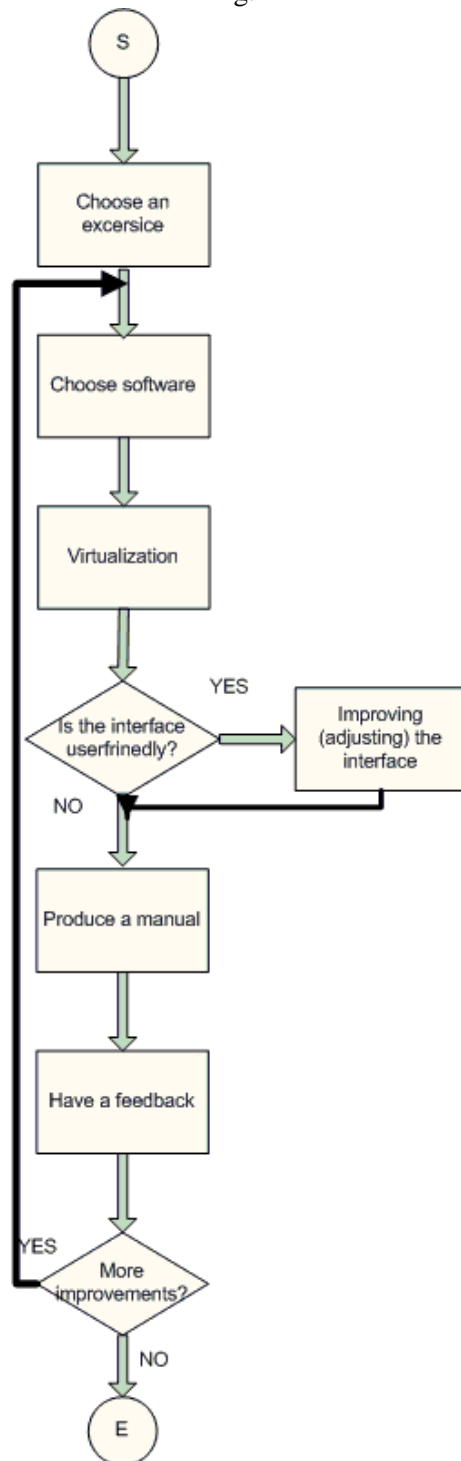 S
Choose an
excersice
Choose software
Virtualization
YES
Is the interface
userfrinedly?
Improving
(adjusting) the
interface
NO
Produce a manual
Have a feedback
YES
More
improvements?
NO
E